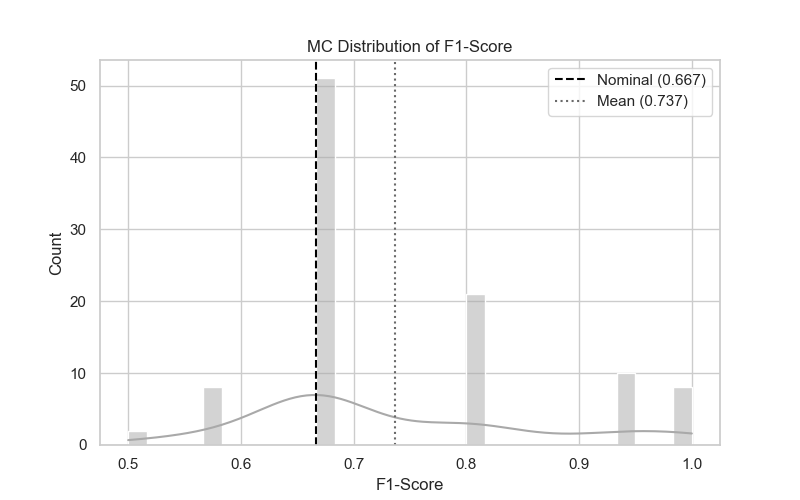 MC Distribution of F1-Score
Nominal (0.667)
Mean (0.737)
Count
50
40
30
20
10
0
0.5 0.6 0.7 0.8 0.9 1.0
F1-Score